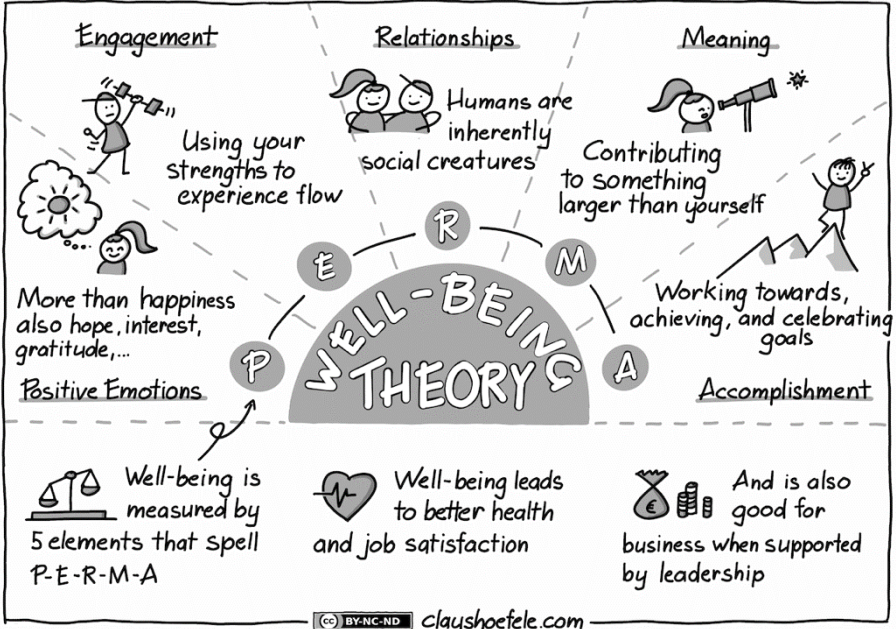 Engagement
Using your
strengths to
experience flow
Relationships
Humans are
inherently
social creatures
Meaning
Contributing
to something
larger than yourself
More than happiness
also hope, interest,
gratitude,...
Positive Emotions
P
E
R
M
A
WELL-BEING
THEORY
Working towards,
achieving, and celebrating
goals
Accomplishment
Well-being is
measured by
5 elements that spell
P-E-R-M-A
Well-being leads
to better health
and job satisfaction
€
And is also
good for
business when supported
by leadership
cc BY-NC-ND claushoefele.com